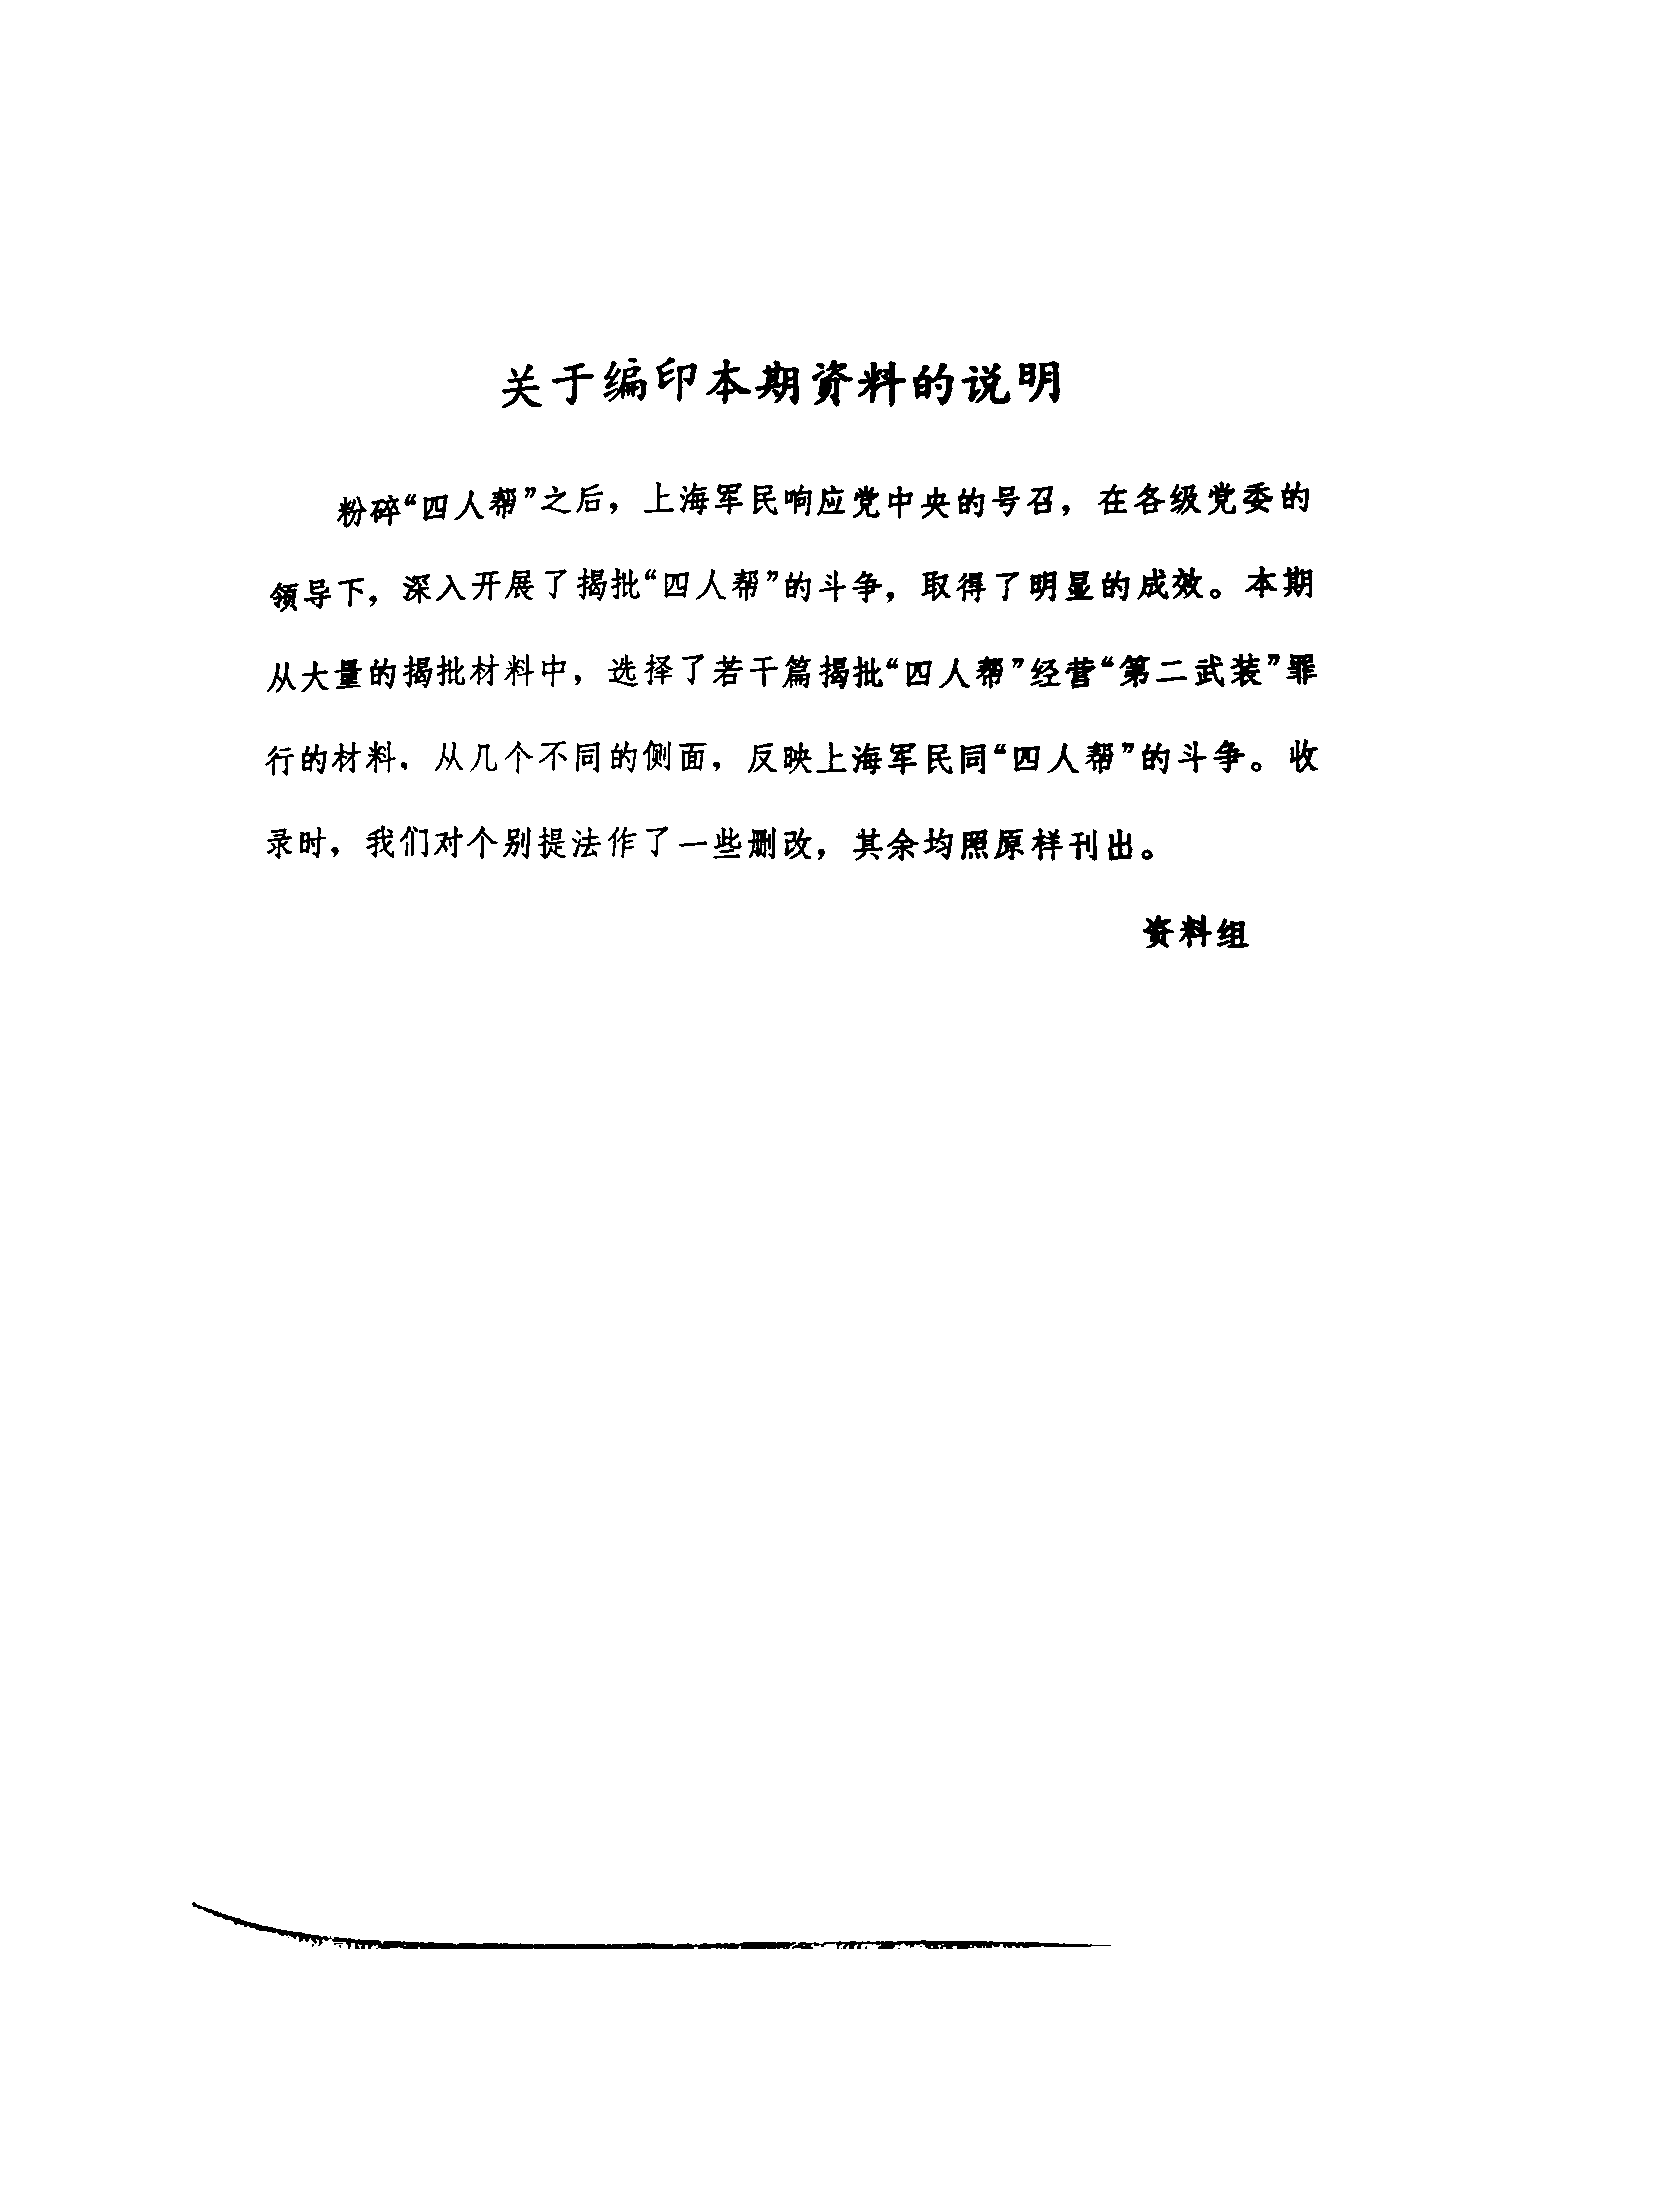 关于编印本期资料的说明
粉碎“四人帮”之后，上海军民响应党中央的号召，在各级党委的
领导下，深入开展了揭批“四人帮”的斗争，取得了明显的成效。本期
从大量的揭批材料中，选择了若干篇揭批“四人帮”经营“第二武装”罪
行的材料，从几个不同的侧面，反映上海军民同“四人帮”的斗争。收
录时，我们对个别提法作了一些删改，其余均照原样刊出。
资料组